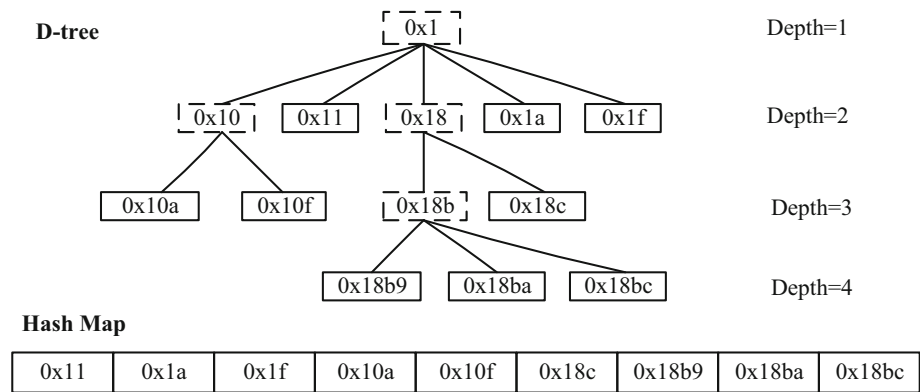 D-tree 0x1 Depth=1
0x10 0x11 0x18 0x1a 0x1f Depth=2
0x10a 0x10f 0x18b 0x18c Depth=3
0x18b9 0x18ba 0x18bc Depth=4
Hash Map
0x11 0x1a 0x1f 0x10a 0x10f 0x18c 0x18b9 0x18ba 0x18bc